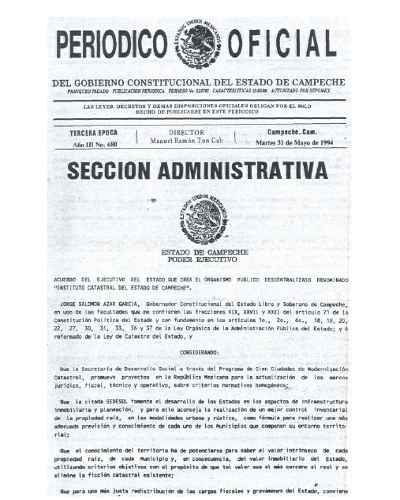 PERIODICO OFICIAL
ESTADOS UNIDOS MEXICANOS
DEL GOBIERNO CONSTITUCIONAL DEL ESTADO DE CAMPECHE
FRANQUEO PAGADO PUBLICACION PERIODICA PERMISO No. CARACTERISTICAS AUTORIZADO POR SEPOMEX
LAS LEYES, DECRETOS Y DEMAS DISPOSICIONES OFICIALES OBLIGAN POR EL SOLO
HECHO DE PUBLICARSE EN ESTE PERIODICO
TERCERA EPOCA
Año III No. 680
DIRECTOR
Manuel Ramón Tun Cab
Campeche, Cam.
Martes 31 de Mayo de 1994
SECCION ADMINISTRATIVA
ESTADOS UNIDOS MEXICANOS
ESTADO DE CAMPECHE
PODER EJECUTIVO
ACUERDO DEL EJECUTIVO DEL ESTADO QUE CREA EL ORGANISMO PUBLICO DESCENTRALIZADO DENOMINADO
"INSTITUTO CATASTRAL DEL ESTADO DE CAMPECHE".
JORGE SALOMON AZAR GARCIA, Gobernador Constitucional del Estado Libre y Soberano de Campeche,
en uso de las facultades que me confieren las fracciones XIX, XXVII y XXXI del artículo 71 de la
Constitución Política del Estado y con fundamento en los artículos 1o., 2o., 4o., 18, 19, 20,
22, 27, 30, 31, 33, 36 y 37 de la Ley Orgánica de la Administración Pública del Estado; y 4
reformado de la Ley de Catastro del Estado, y
CONSIDERANDO:
Que la Secretaría de Desarrollo Social a través del Programa de Cien Ciudades de Modernización
Catastral, promueve proyectos en la República Mexicana para la actualización de los marcos
jurídico, fiscal, técnico y operativo, sobre criterios normativos homogéneos;
Que la citada SEDESOL fomenta el desarrollo de los Estados en los aspectos de infraestructura
inmobiliaria y planeación, y para ello aconseja la realización de un mejor control inventarial
de la propiedad raíz, en las modalidades urbana y rústica, como fórmula para realizar una más
adecuada previsión y conocimiento de cada uno de los Municipios que componen su entorno territo-
rial;
Que el conocimiento del territorio ha de potenciarse para saber el valor intrínseco de cada
propiedad raíz, de cada Municipio y, en consecuencia, del valor inmobiliario del Estado,
utilizando criterios objetivos con el propósito de que tal valor sea el más cercano al real y se
elimine la ficción catastral existente;
Que para una más justa redistribución de las cargas fiscales y gravámenes del Estado, conviene